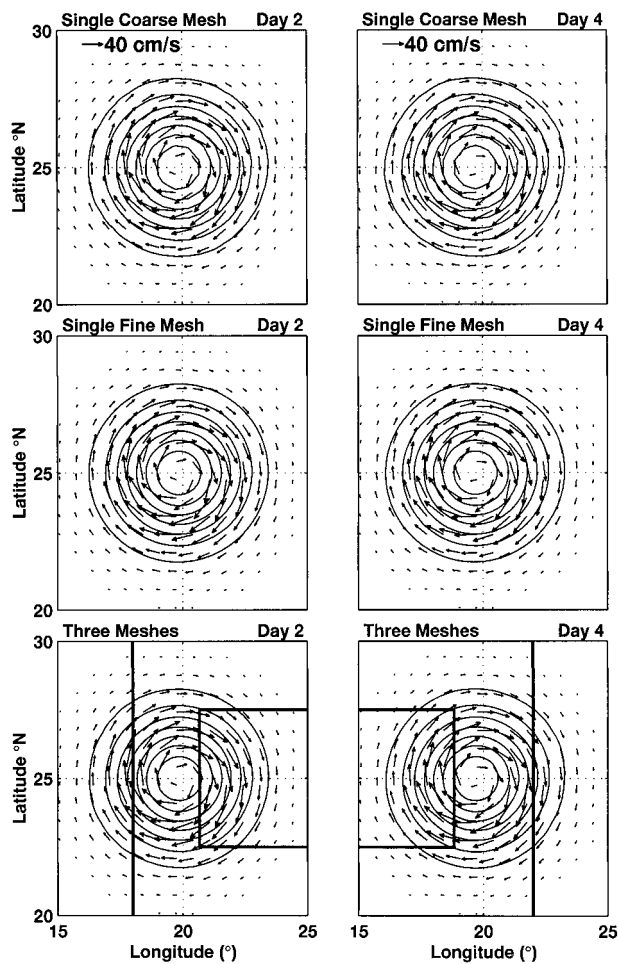 Single Coarse Mesh Day 2
Single Coarse Mesh Day 4
30
40 cm/s
40 cm/s
Latitude °N
25
20
Single Fine Mesh Day 2
Single Fine Mesh Day 4
30
Latitude °N
25
20
Three Meshes Day 2
Three Meshes Day 4
30
Latitude °N
25
20
15 20 25
15 20 25
Longitude (°)
Longitude (°)